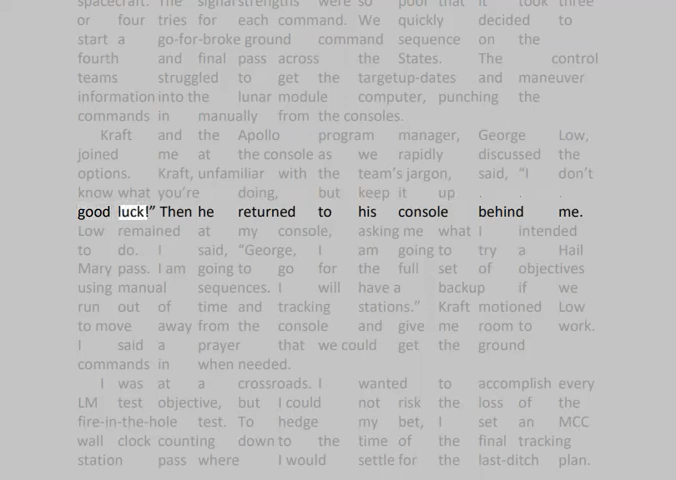 spacecraft. The signal strengths were so poor that it took three
or four tries for each command. We quickly decided to
start a go-for-broke ground command sequence on the
fourth and final pass across the States. The control
teams struggled to get the target up-dates and maneuver
information into the lunar module computer, punching the
commands in manually from the consoles.
Kraft and the Apollo program manager, George Low,
joined me at the console as we rapidly discussed the
options. Kraft, unfamiliar with the team's jargon, said, “I don't
know what you're doing, but keep it up . . .
good luck!” Then he returned to his console behind me.
Low remained at my console, asking me what I intended
to do. I said, “George, I am going to try a Hail
Mary pass. I am going to go for the full set of objectives
using manual sequences. I will have a backup if we
run out of time and tracking stations.” Kraft motioned Low
to move away from the console and give me room to work.
I said a prayer that we could get the ground
commands in when needed.
I was at a crossroads. I wanted to accomplish every
LM test objective, but I could not risk the loss of the
fire-in-the-hole test. To hedge my bet, I set an MCC
wall clock counting down to the time of the final tracking
station pass where I would settle for the last-ditch plan.